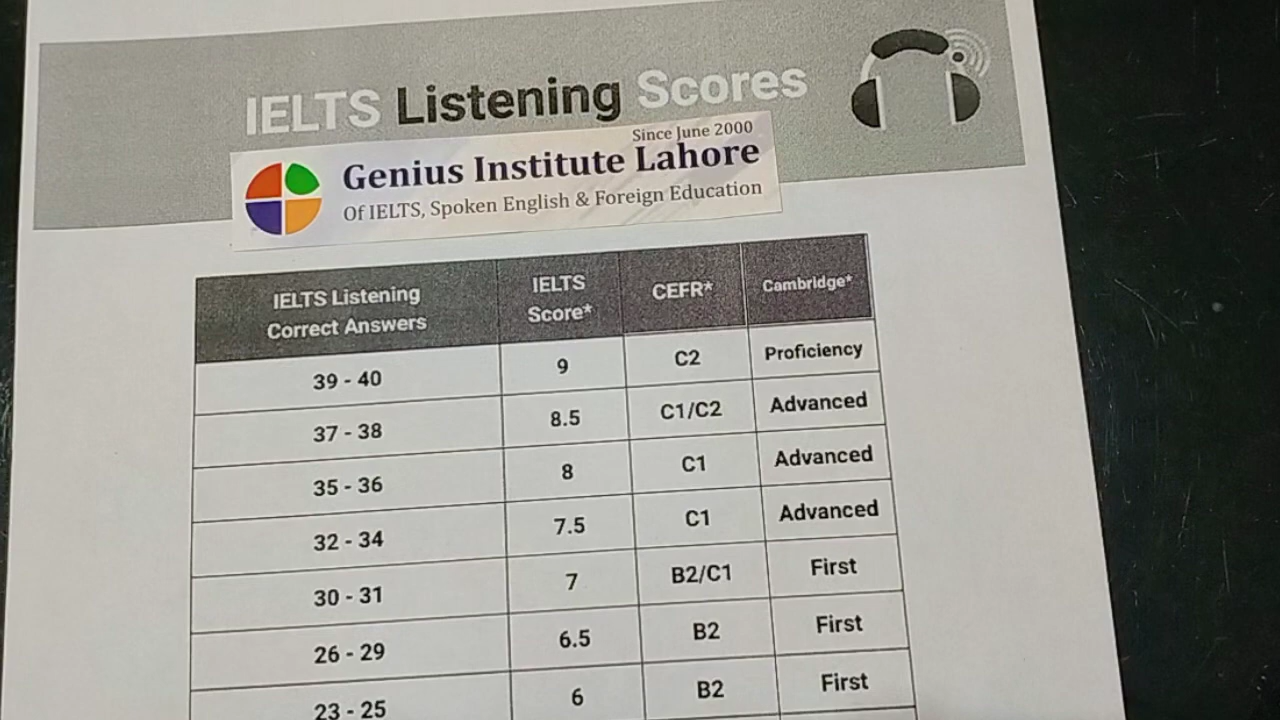 IELTS Listening Scores
Since June 2000
Genius Institute Lahore
Of IELTS, Spoken English & Foreign Education
IELTS Listening Correct Answers | IELTS Score* | CEFR* | Cambridge*
39 - 40 | 9 | C2 | Proficiency
37 - 38 | 8.5 | C1/C2 | Advanced
35 - 36 | 8 | C1 | Advanced
32 - 34 | 7.5 | C1 | Advanced
30 - 31 | 7 | B2/C1 | First
26 - 29 | 6.5 | B2 | First
23 - 25 | 6 | B2 | First